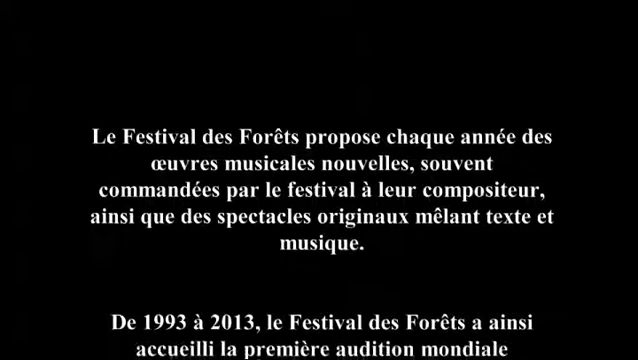 Le Festival des Forêts propose chaque année des
œuvres musicales nouvelles, souvent
commandées par le festival à leur compositeur,
ainsi que des spectacles originaux mêlant texte et
musique.
De 1993 à 2013, le Festival des Forêts a ainsi
accueilli la première audition mondiale